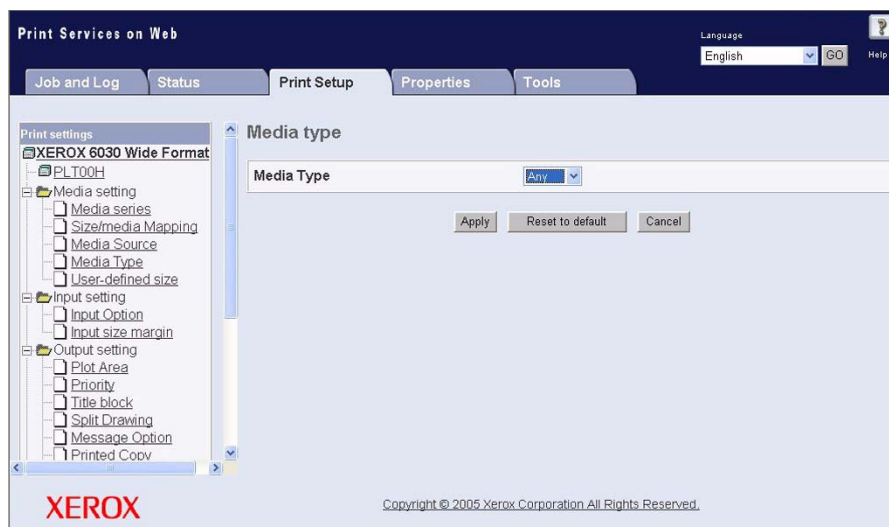 Print Services on Web
Language
English
GO
Help
Job and Log
Status
Print Setup
Properties
Tools
Print settings
XEROX 6030 Wide Format
PLT00H
Media setting
Media series
Size/media Mapping
Media Source
Media Type
User-defined size
Input setting
Input Option
Input size margin
Output setting
Plot Area
Priority
Title block
Split Drawing
Message Option
Printed Copy
Media type
Media Type
Any
Apply
Reset to default
Cancel
XEROX
Copyright © 2005 Xerox Corporation All Rights Reserved.